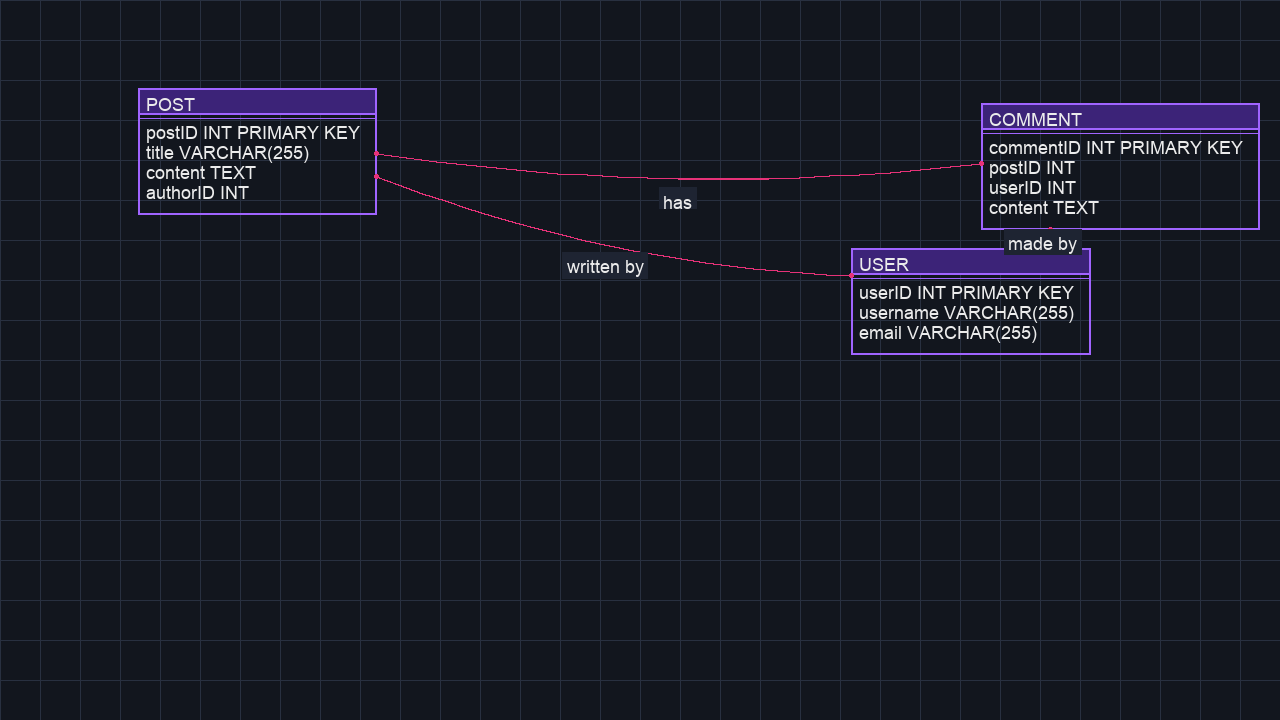 POST
postID INT PRIMARY KEY
title VARCHAR(255)
content TEXT
authorID INT
COMMENT
commentID INT PRIMARY KEY
postID INT
userID INT
content TEXT
has
made by
written by
USER
userID INT PRIMARY KEY
username VARCHAR(255)
email VARCHAR(255)